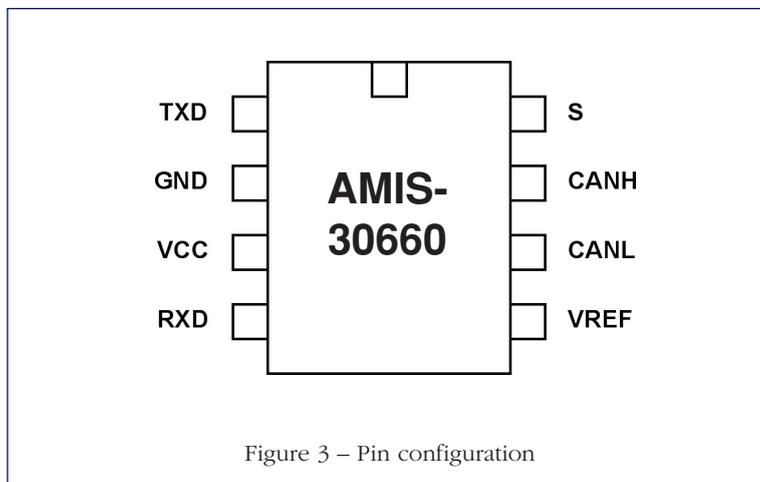 TXD
GND
VCC
RXD
AMIS-
30660
S
CANH
CANL
VREF
Figure 3 – Pin configuration